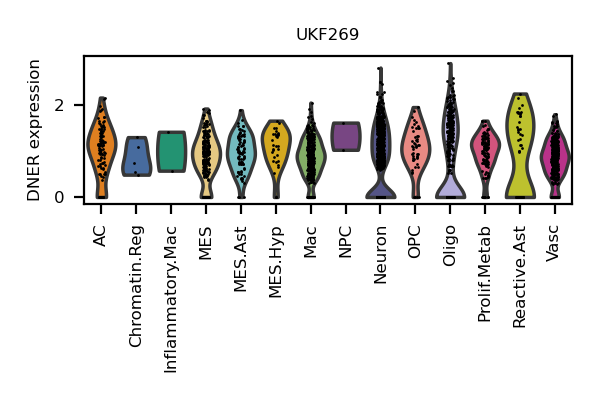 UKF269
DNER expression
2
0
AC
Chromatin.Reg
Inflammatory.Mac
MES
MES.Ast
MES.Hyp
Mac
NPC
Neuron
OPC
Oligo
Prolif.Metab
Reactive.Ast
Vasc